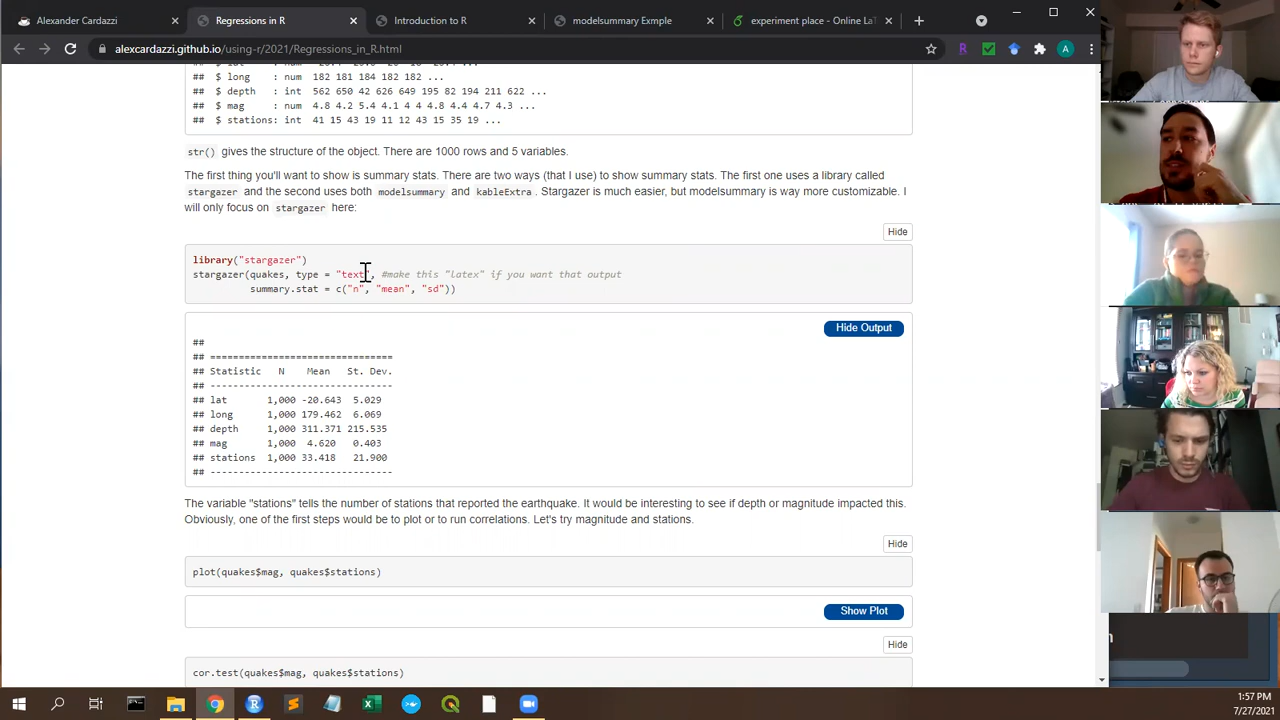 Alexander Cardazzi
Regressions in R
Introduction to R
modelsummary Exmple
experiment place - Online LaT
alexcardazzi.github.io/using-r/2021/Regressions_in_R.html
## $ long : num 182 181 184 182 182 ...
## $ depth : int 562 650 42 626 649 195 82 194 211 622 ...
## $ mag : num 4.8 4.2 5.4 4.1 4 4 4.8 4.4 4.7 4.3 ...
## $ stations: int 41 15 43 19 11 12 43 15 35 19 ...
str() gives the structure of the object. There are 1000 rows and 5 variables.
The first thing you'll want to show is summary stats. There are two ways (that I use) to show summary stats. The first one uses a library called
stargazer and the second uses both modelsummary and kableExtra . Stargazer is much easier, but modelsummary is way more customizable. I
will only focus on stargazer here:
Hide
library("stargazer")
stargazer(quakes, type = "text", #make this "latex" if you want that output
summary.stat = c("n", "mean", "sd"))
Hide Output
##
## ================================
## Statistic N Mean St. Dev.
## --------------------------------
## lat 1,000 -20.643 5.029
## long 1,000 179.462 6.069
## depth 1,000 311.371 215.535
## mag 1,000 4.620 0.403
## stations 1,000 33.418 21.900
## --------------------------------
The variable "stations" tells the number of stations that reported the earthquake. It would be interesting to see if depth or magnitude impacted this.
Obviously, one of the first steps would be to plot or to run correlations. Let's try magnitude and stations.
Hide
plot(quakes$mag, quakes$stations)
Show Plot
Hide
cor.test(quakes$mag, quakes$stations)
1:57 PM
7/27/2021